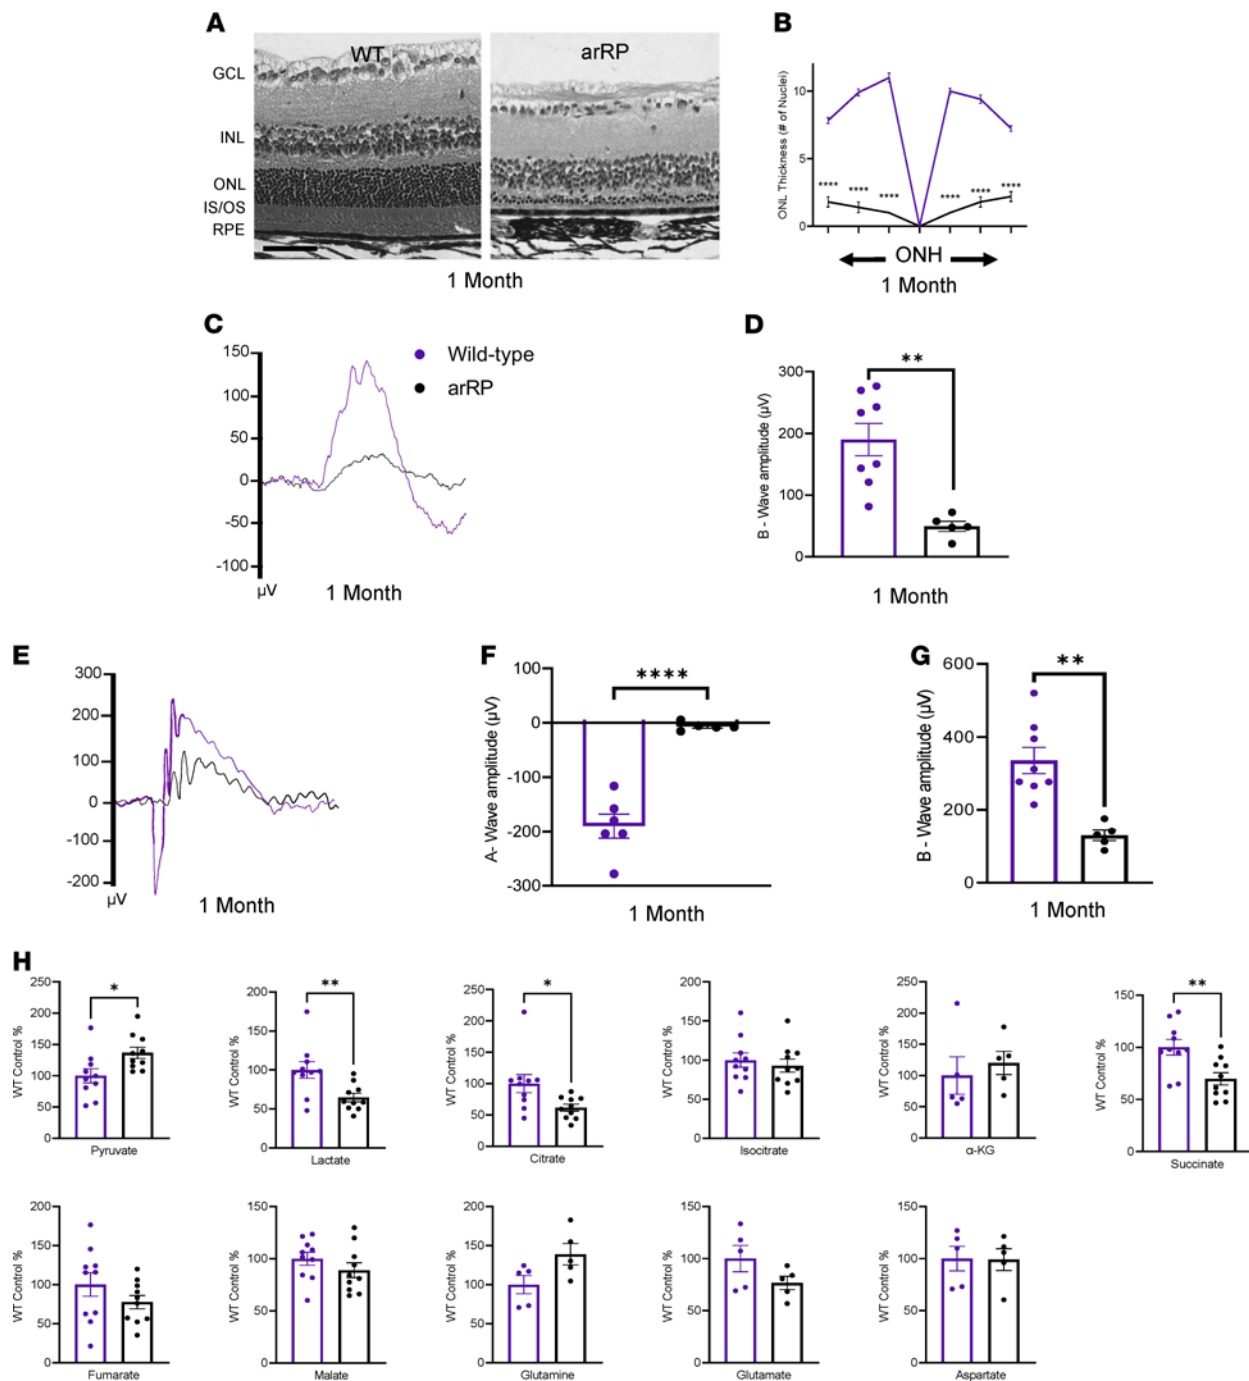 A
WT
arRP
GCL
INL
ONL
IS/OS
RPE
1 Month
B
ONL Thickness (# of Nuclei)
10
5
0
**** **** **** **** **** ****
ONH
1 Month
C
150
100
50
0
-50
-100
µV
1 Month
Wild-type
arRP
D
B - Wave amplitude (µV)
300
200
100
0
**
1 Month
E
300
200
100
0
-100
-200
µV
1 Month
F
A- Wave amplitude (µV)
100
0
-100
-200
-300
****
1 Month
G
B - Wave amplitude (µV)
600
400
200
0
**
1 Month
H
WT Control %
250
200
150
100
50
0
*
Pyruvate
WT Control %
200
150
100
50
0
**
Lactate
WT Control %
250
200
150
100
50
0
*
Citrate
WT Control %
200
150
100
50
0
Isocitrate
WT Control %
250
200
150
100
50
0
α-KG
WT Control %
150
100
50
0
**
Succinate
WT Control %
200
150
100
50
0
Fumarate
WT Control %
150
100
50
0
Malate
WT Control %
200
150
100
50
0
Glutamine
WT Control %
150
100
50
0
Glutamate
WT Control %
150
100
50
0
Aspartate